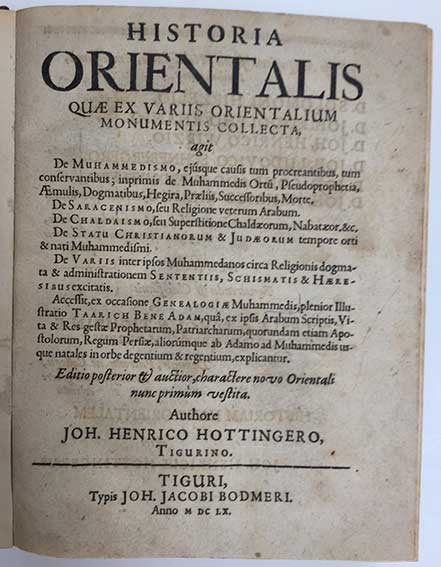 HISTORIA
ORIENTALIS
QUÆ EX VARIIS ORIENTALIUM
MONUMENTIS COLLECTA,
agit
De MUHAMMEDISMO, ejúsque causis tum procreantibus, tum
conservantibus; inprimis de Muhammedis Ortû, Pseudoprophetia,
Æmulis, Dogmatibus, Hegira, Præliis, Successoribus, Morte.
De SARACENISMO, seu Religione veterum Arabum.
De CHALDAISMO, seu Superstitione Chaldæorum, Nabatæor. &c.
De STATU CHRISTIANORUM & JUDÆORUM tempore orti
& nati Muhammedismi.
De VARIIS inter ipsos Muhammedanos circa Religionis dogma-
ta & administrationem SENTENTIIS, SCHISMATIS & HÆRE-
SIBUS excitatis.
Accessit, ex occasione GENEALOGIÆ Muhammedis, plenior Illu-
stratio TAARICH BENE ADAM, quâ, ex ipsis Arabum Scriptis, Vi-
ta & Res gestæ Prophetarum, Patriarcharum, quorundam etiam Apo-
stolorum, Regum Persiæ, aliorúmque ab Adamo ad Muhammedis us-
que natales in orbe degentium & regentium, explicantur.
Editio posterior & auctior, charactere novo Orientali
nunc primùm vestita.
Authore
JOH. HENRICO HOTTINGERO,
TIGURINO.
TIGURI,
Typis JOH. JACOBI BODMERI.
Anno M DC LX.